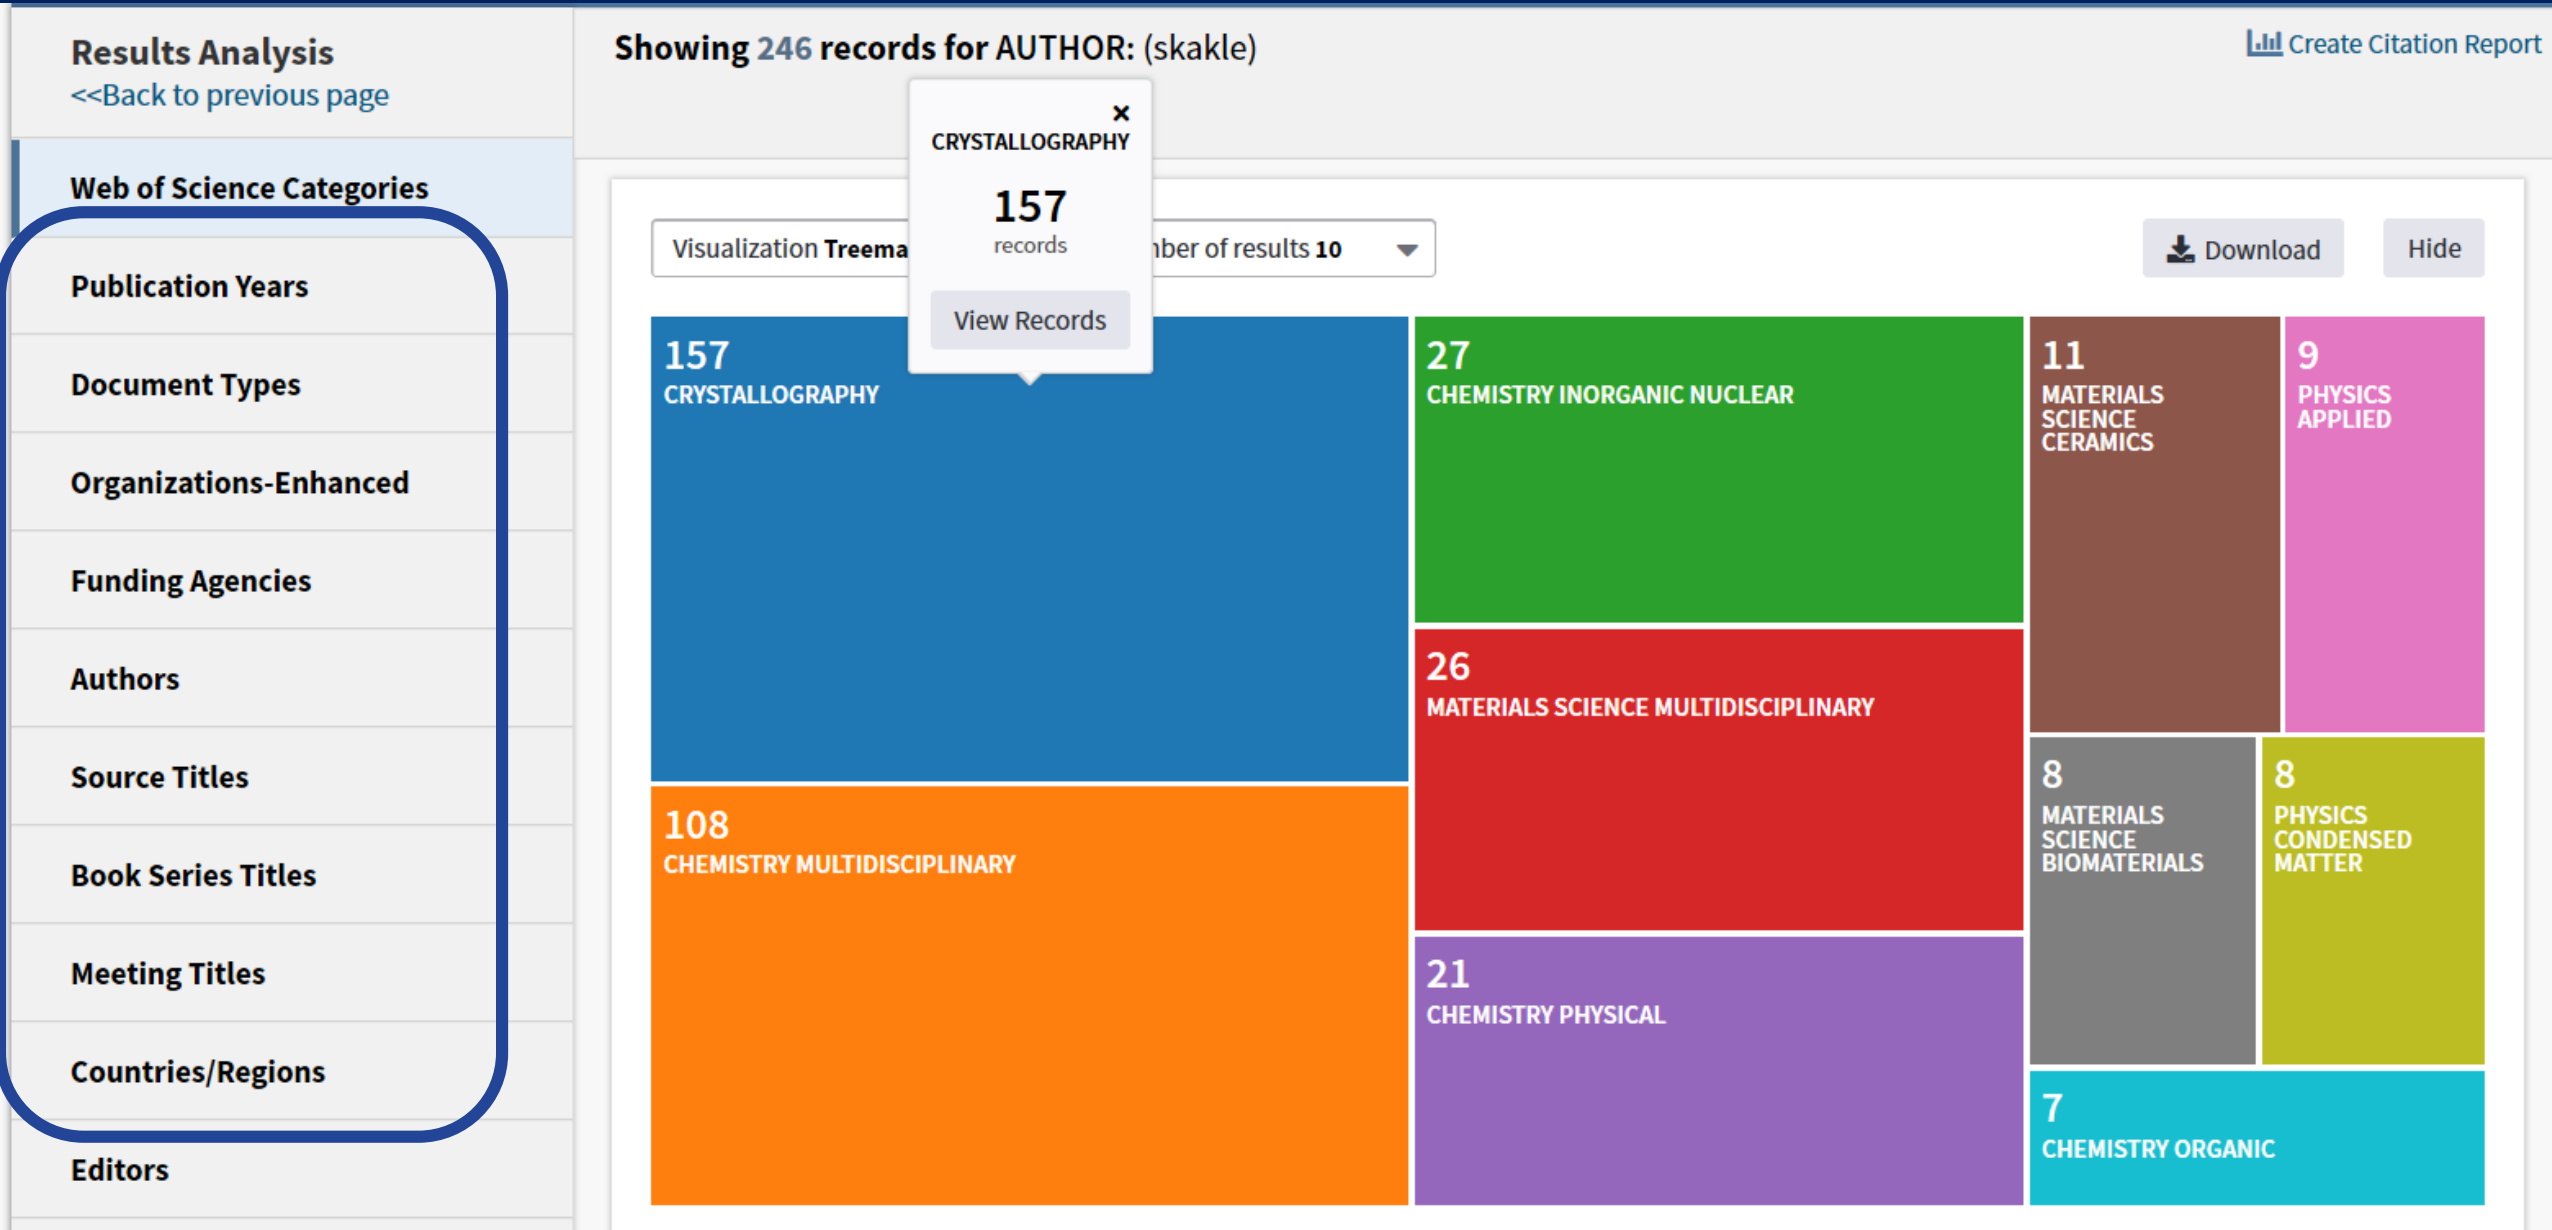 Results Analysis
<<Back to previous page
Web of Science Categories
Publication Years
Document Types
Organizations-Enhanced
Funding Agencies
Authors
Source Titles
Book Series Titles
Meeting Titles
Countries/Regions
Editors
Showing 246 records for AUTHOR: (skakle)
Create Citation Report
×
CRYSTALLOGRAPHY
157
records
View Records
Visualization Treema
of results 10
Download
Hide
157
CRYSTALLOGRAPHY
108
CHEMISTRY MULTIDISCIPLINARY
27
CHEMISTRY INORGANIC NUCLEAR
26
MATERIALS SCIENCE MULTIDISCIPLINARY
21
CHEMISTRY PHYSICAL
11
MATERIALS
SCIENCE
CERAMICS
9
PHYSICS
APPLIED
8
MATERIALS
SCIENCE
BIOMATERIALS
8
PHYSICS
CONDENSED
MATTER
7
CHEMISTRY ORGANIC